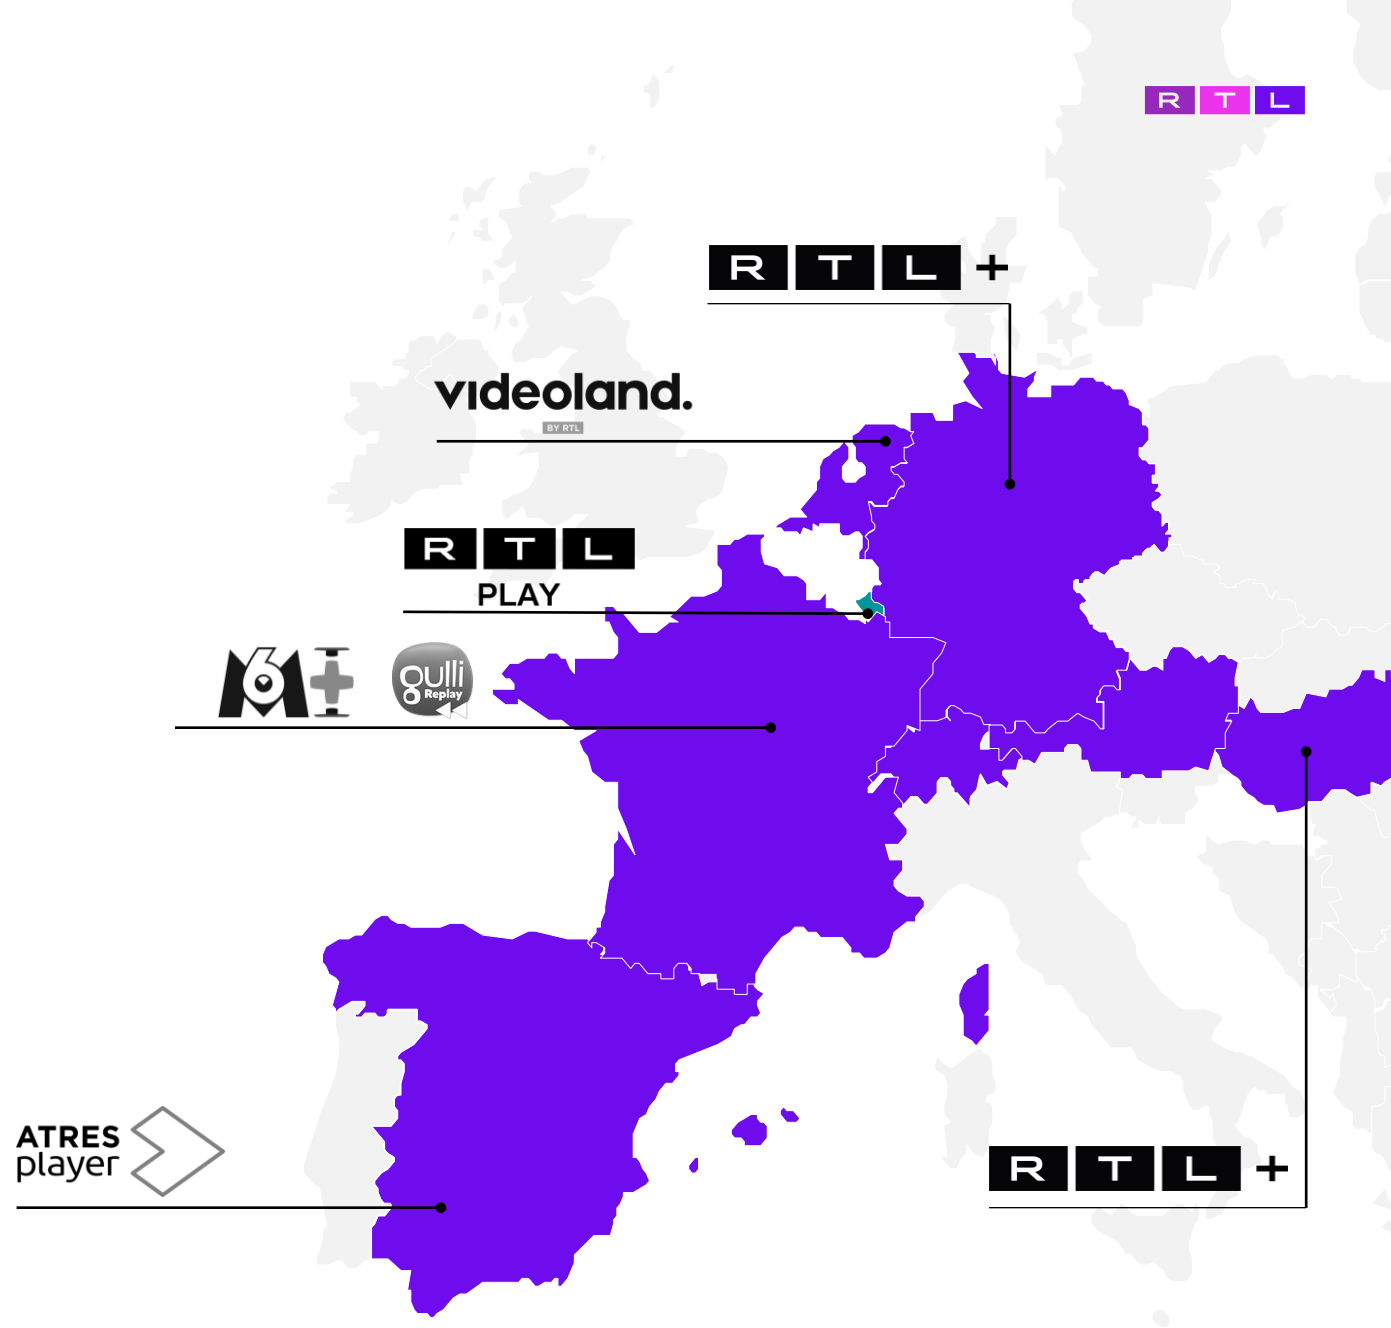 RTL
RTL+
videoland.
BY RTL
RTL
PLAY
M6+
gulli
Replay
ATRES
player
RTL+